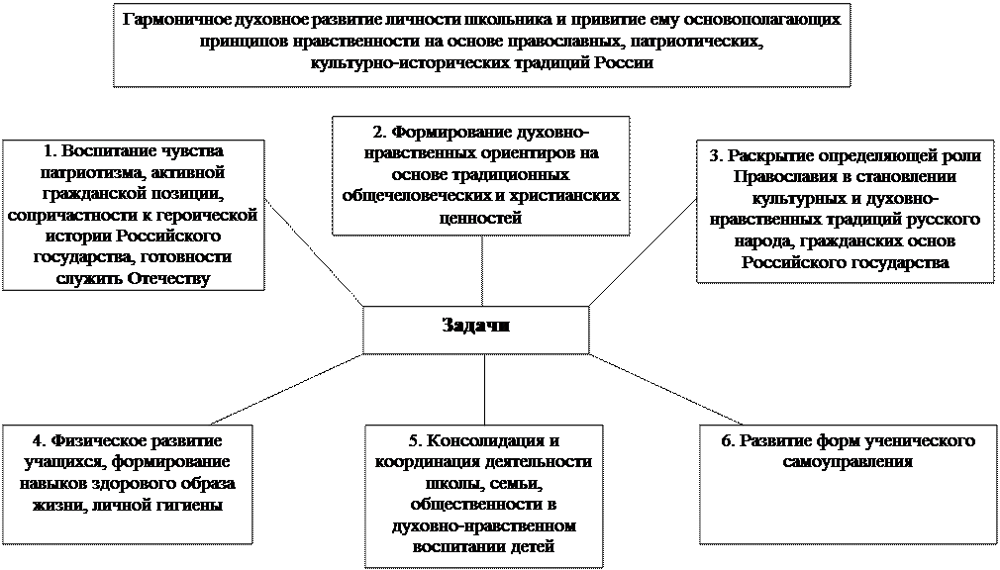 Гармоничное духовное развитие личности школьника и привитие ему основополагающих
принципов нравственности на основе православных, патриотических,
культурно-исторических традиций России
1. Воспитание чувства
патриотизма, активной
гражданской позиции,
сопричастности к героической
истории Российского
государства, готовности
служить Отечеству
2. Формирование духовно-
нравственных ориентиров на
основе традиционных
общечеловеческих и христианских
ценностей
3. Раскрытие определяющей роли
Православия в становлении
культурных и духовно-
нравственных традиций русского
народа, гражданских основ
Российского государства
Задачи
4. Физическое развитие
учащихся, формирование
навыков здорового образа
жизни, личной гигиены
5. Консолидация и
координация деятельности
школы, семьи,
общественности в
духовно-нравственном
воспитании детей
6. Развитие форм ученического
самоуправления